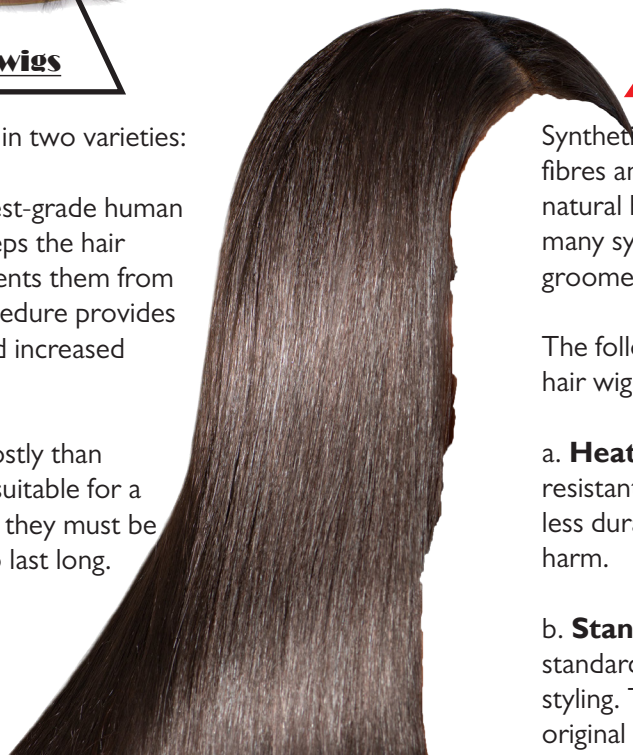 wigs
in two varieties:
est-grade human
eps the hair
ents them from
edure provides
d increased
ostly than
suitable for a
they must be
last long.
Syntheti
fibres an
natural h
many sy
groome
The follo
hair wig
a. Heat
resistant
less dura
harm.
b. Stan
standard
styling. T
original